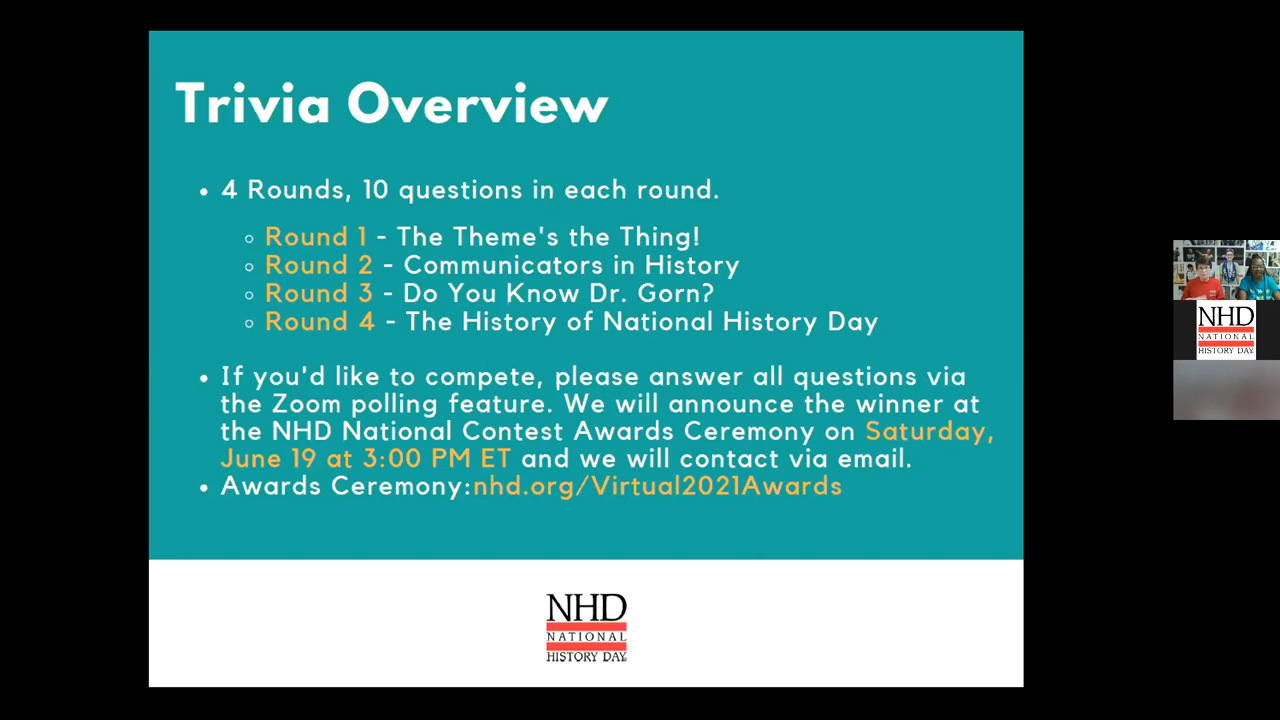 Trivia Overview
• 4 Rounds, 10 questions in each round.
○ Round 1 - The Theme's the Thing!
○ Round 2 - Communicators in History
○ Round 3 - Do You Know Dr. Gorn?
○ Round 4 - The History of National History Day
• If you'd like to compete, please answer all questions via
the Zoom polling feature. We will announce the winner at
the NHD National Contest Awards Ceremony on Saturday,
June 19 at 3:00 PM ET and we will contact via email.
• Awards Ceremony:nhd.org/Virtual2021Awards
NHD
NATIONAL
HISTORY DAY
NHD
NATIONAL
HISTORY DAY